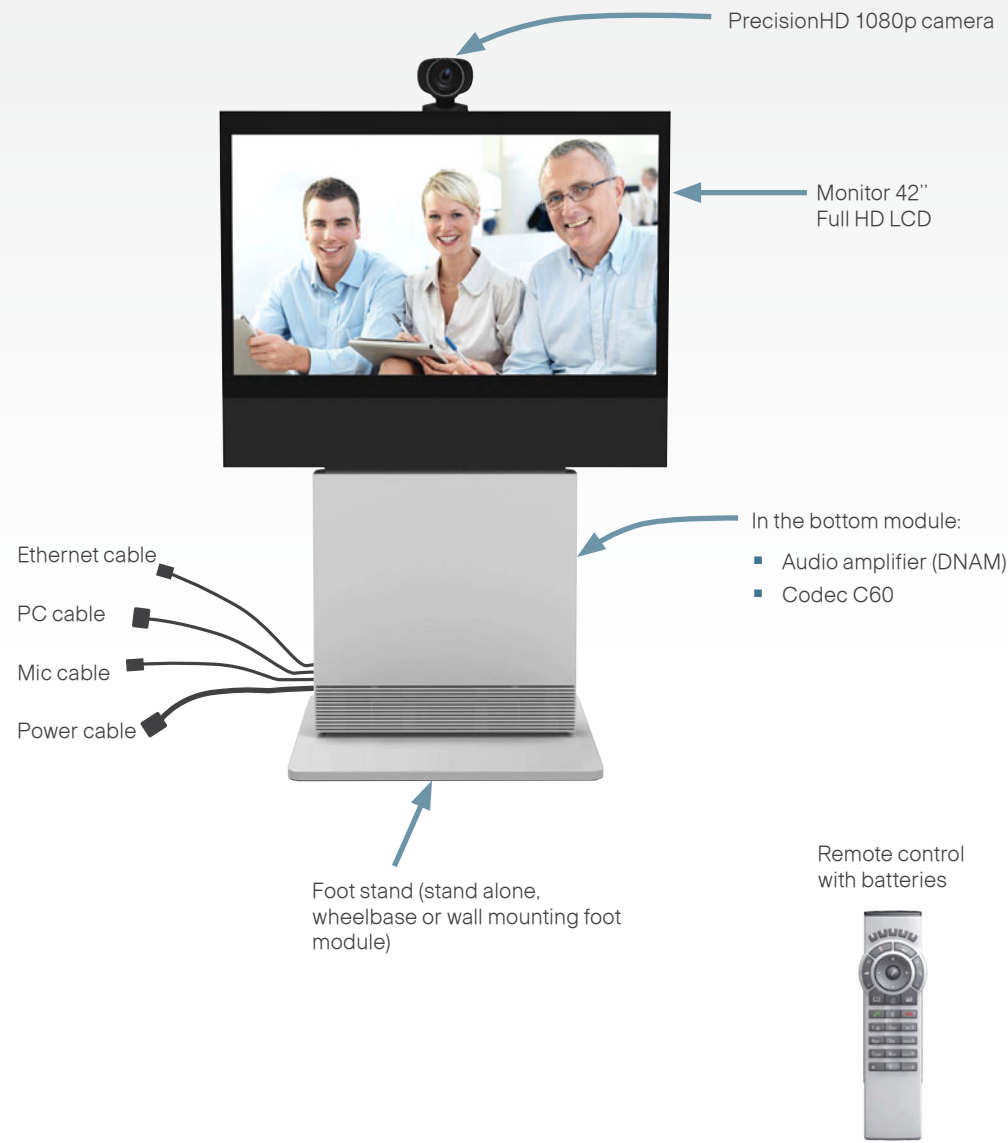 PrecisionHD 1080p camera
Monitor 42’’
Full HD LCD
In the bottom module:
▪ Audio amplifier (DNAM)
▪ Codec C60
Ethernet cable
PC cable
Mic cable
Power cable
Foot stand (stand alone,
wheelbase or wall mounting foot
module)
Remote control
with batteries